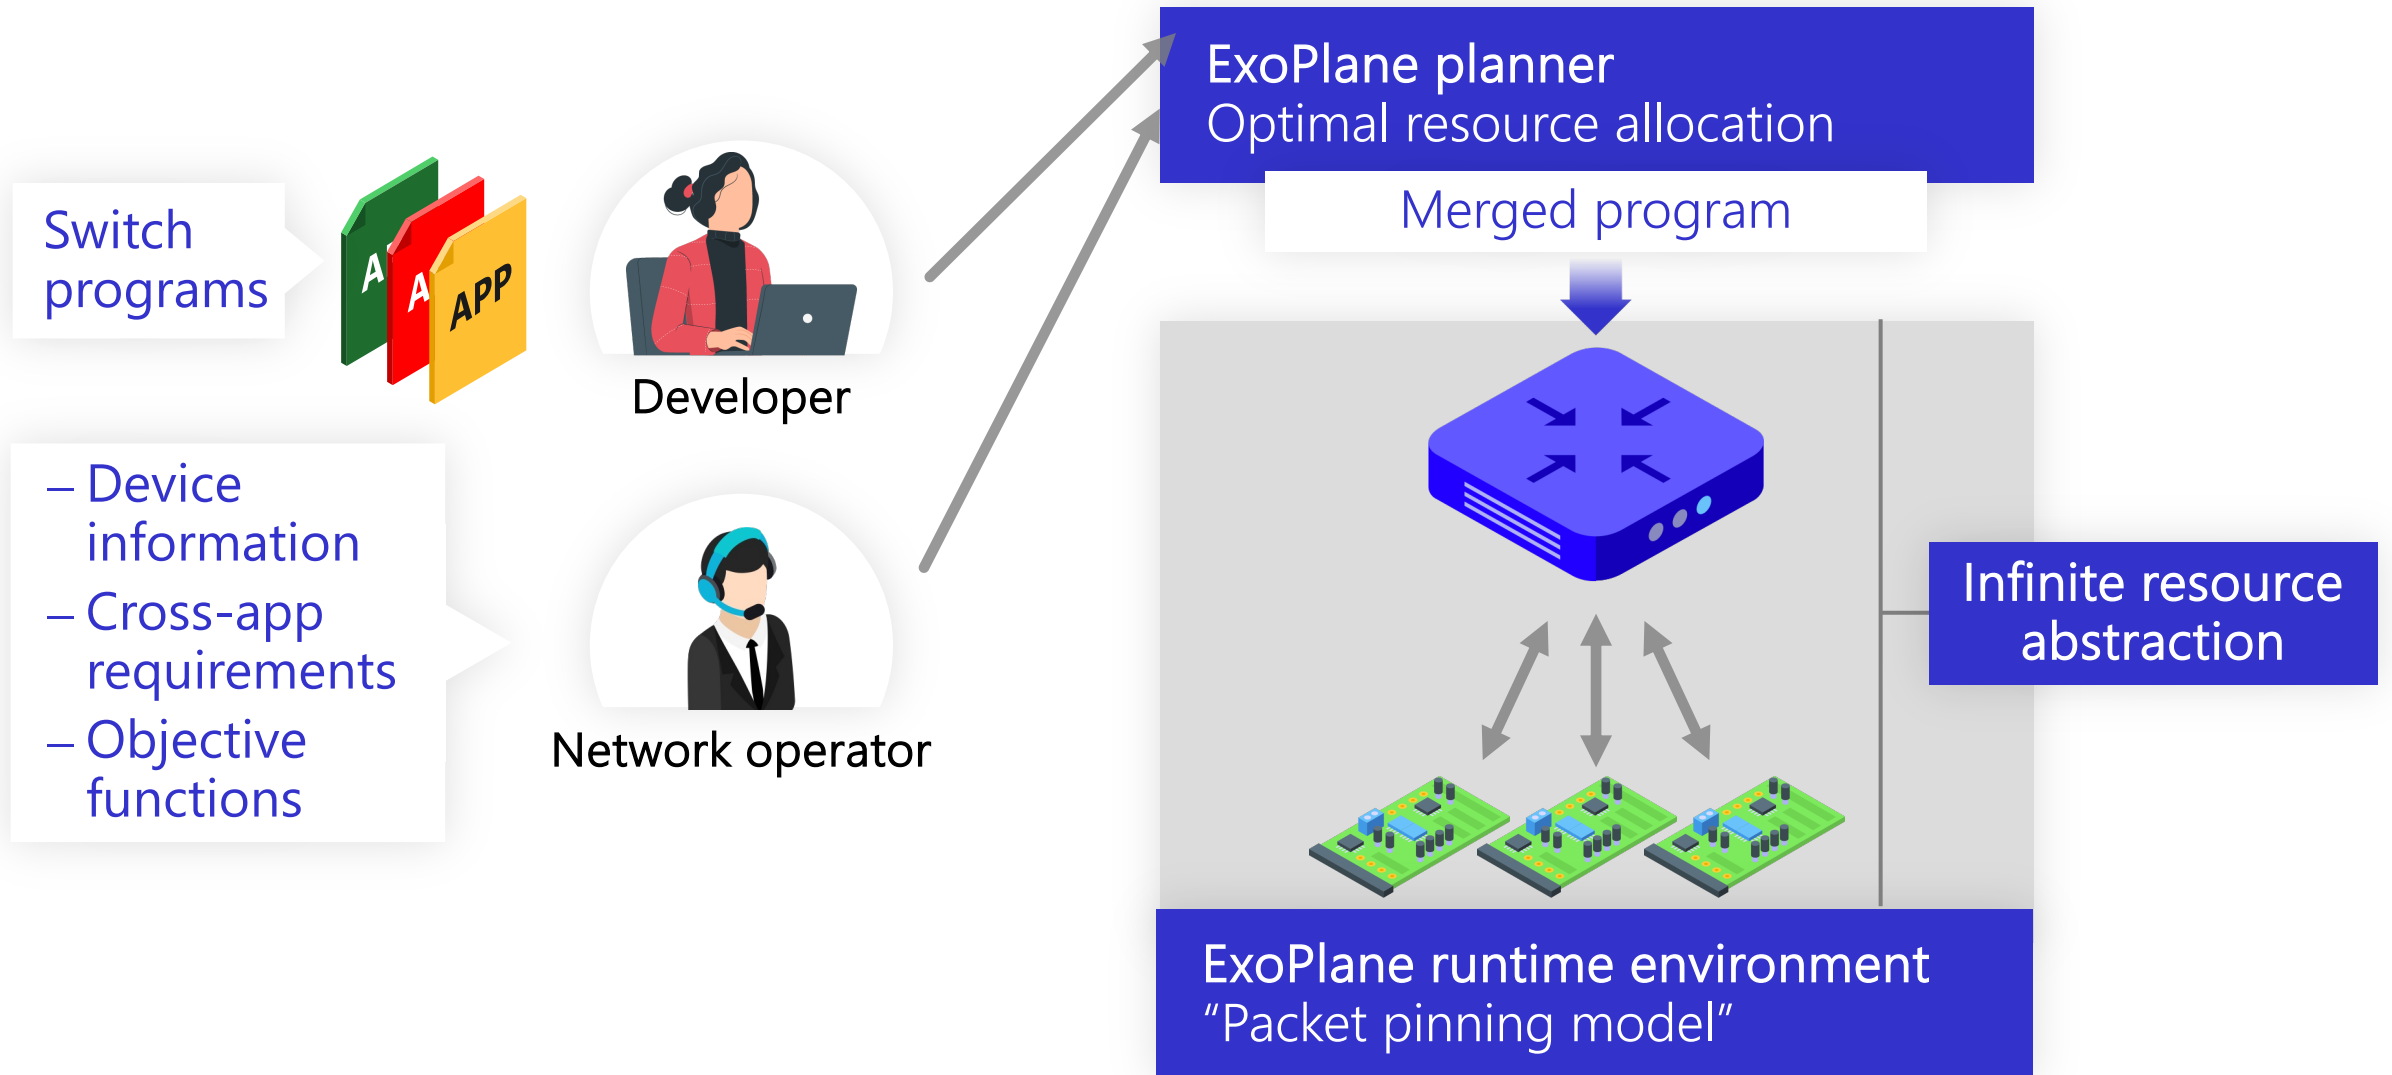 Switch
programs
A
A
APP
Developer
– Device
information
– Cross-app
requirements
– Objective
functions
Network operator
ExoPlane planner
Optimal resource allocation
Merged program
Infinite resource
abstraction
ExoPlane runtime environment
“Packet pinning model”